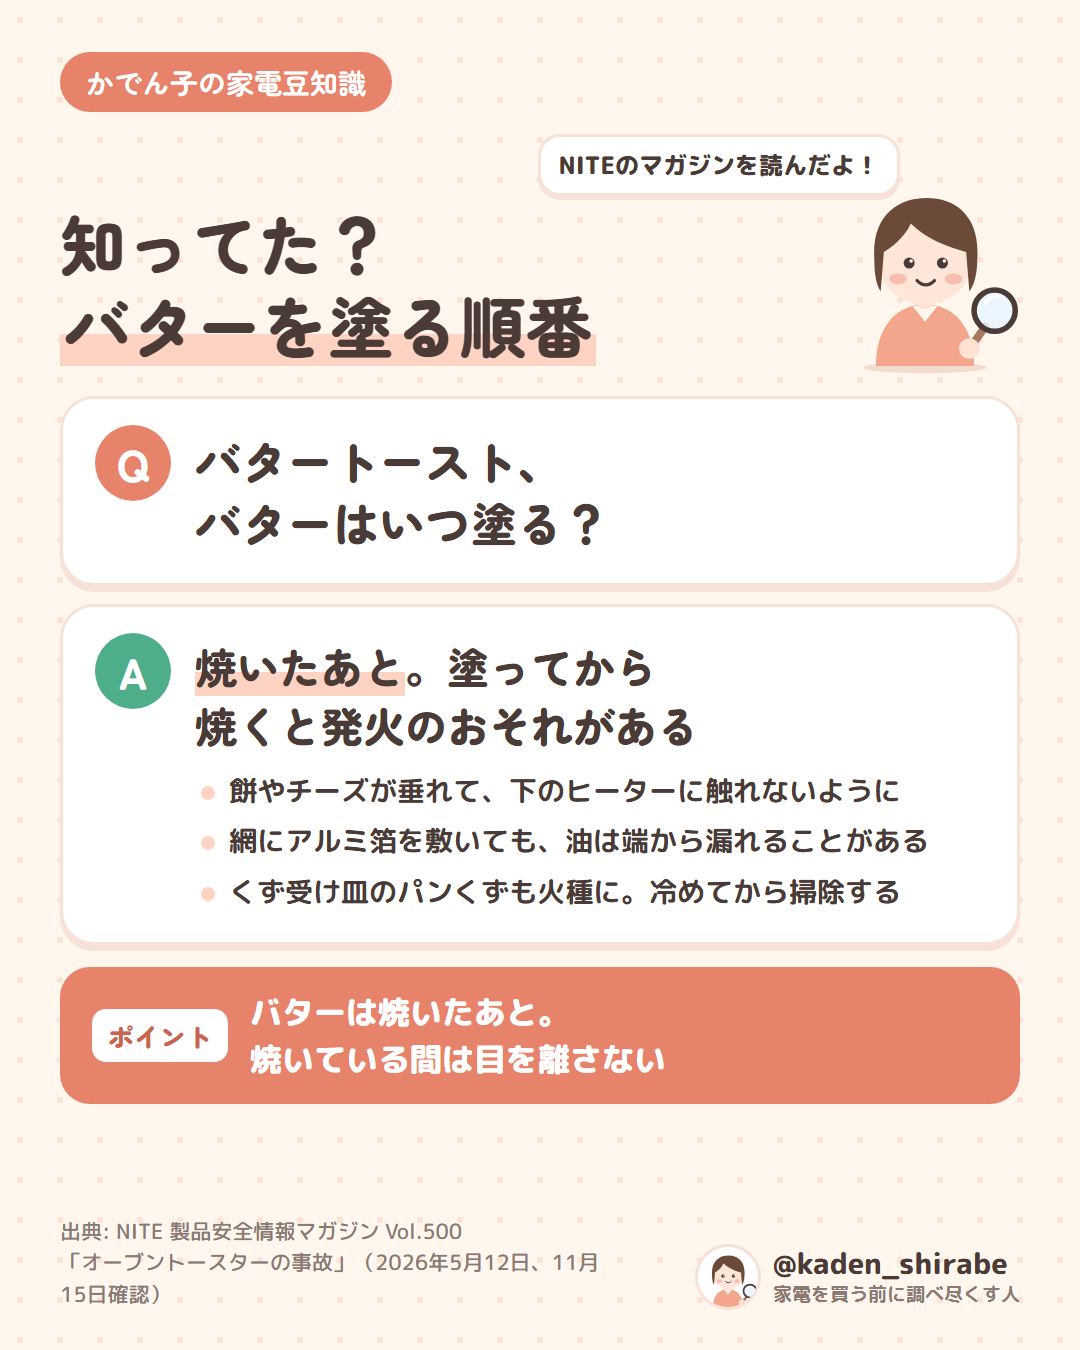 かでん子の家電豆知識
NITEのマガジンを読んだよ！
知ってた？
バターを塗る順番
Q
バタートースト、
バターはいつ塗る？
A
焼いたあと。塗ってから
焼くと発火のおそれがある
餅やチーズが垂れて、下のヒーターに触れないように
網にアルミ箔を敷いても、油は端から漏れることがある
くず受け皿のパンくずも火種に。冷めてから掃除する
ポイント
バターは焼いたあと。
焼いている間は目を離さない
出典: NITE 製品安全情報マガジン Vol.500
「オーブントースターの事故」（2026年5月12日、11月
15日確認）
@kaden_shirabe
家電を買う前に調べ尽くす人